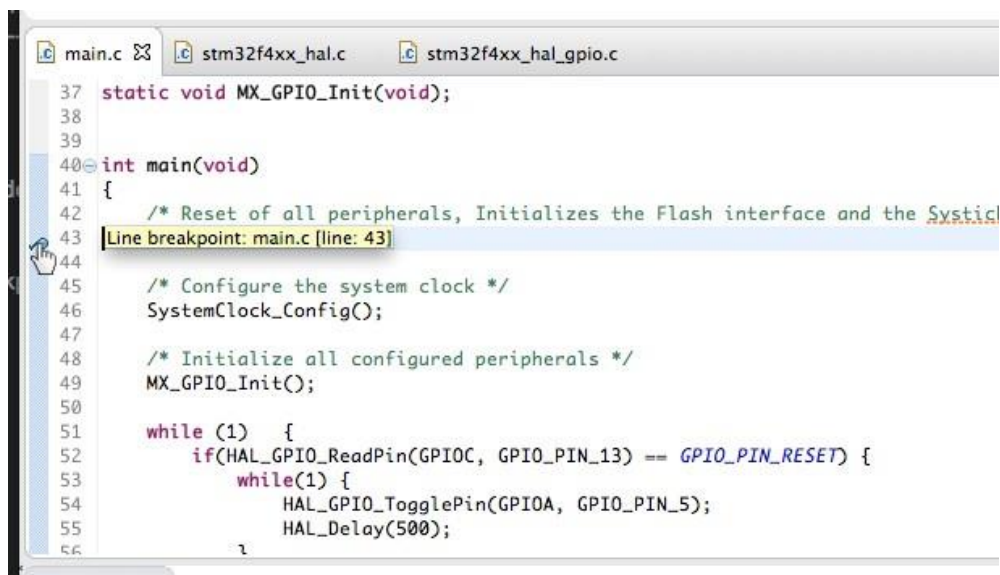 main.c stm32f4xx_hal.c stm32f4xx_hal_gpio.c
37 static void MX_GPIO_Init(void);
38
39
40 int main(void)
41 {
42 /* Reset of all peripherals, Initializes the Flash interface and the
43 Line breakpoint: main.c [line: 43]
44
45 /* Configure the system clock */
46 SystemClock_Config();
47
48 /* Initialize all configured peripherals */
49 MX_GPIO_Init();
50
51 while (1) {
52 if(HAL_GPIO_ReadPin(GPIOC, GPIO_PIN_13) == GPIO_PIN_RESET) {
53 while(1) {
54 HAL_GPIO_TogglePin(GPIOA, GPIO_PIN_5);
55 HAL_Delay(500);
56 }